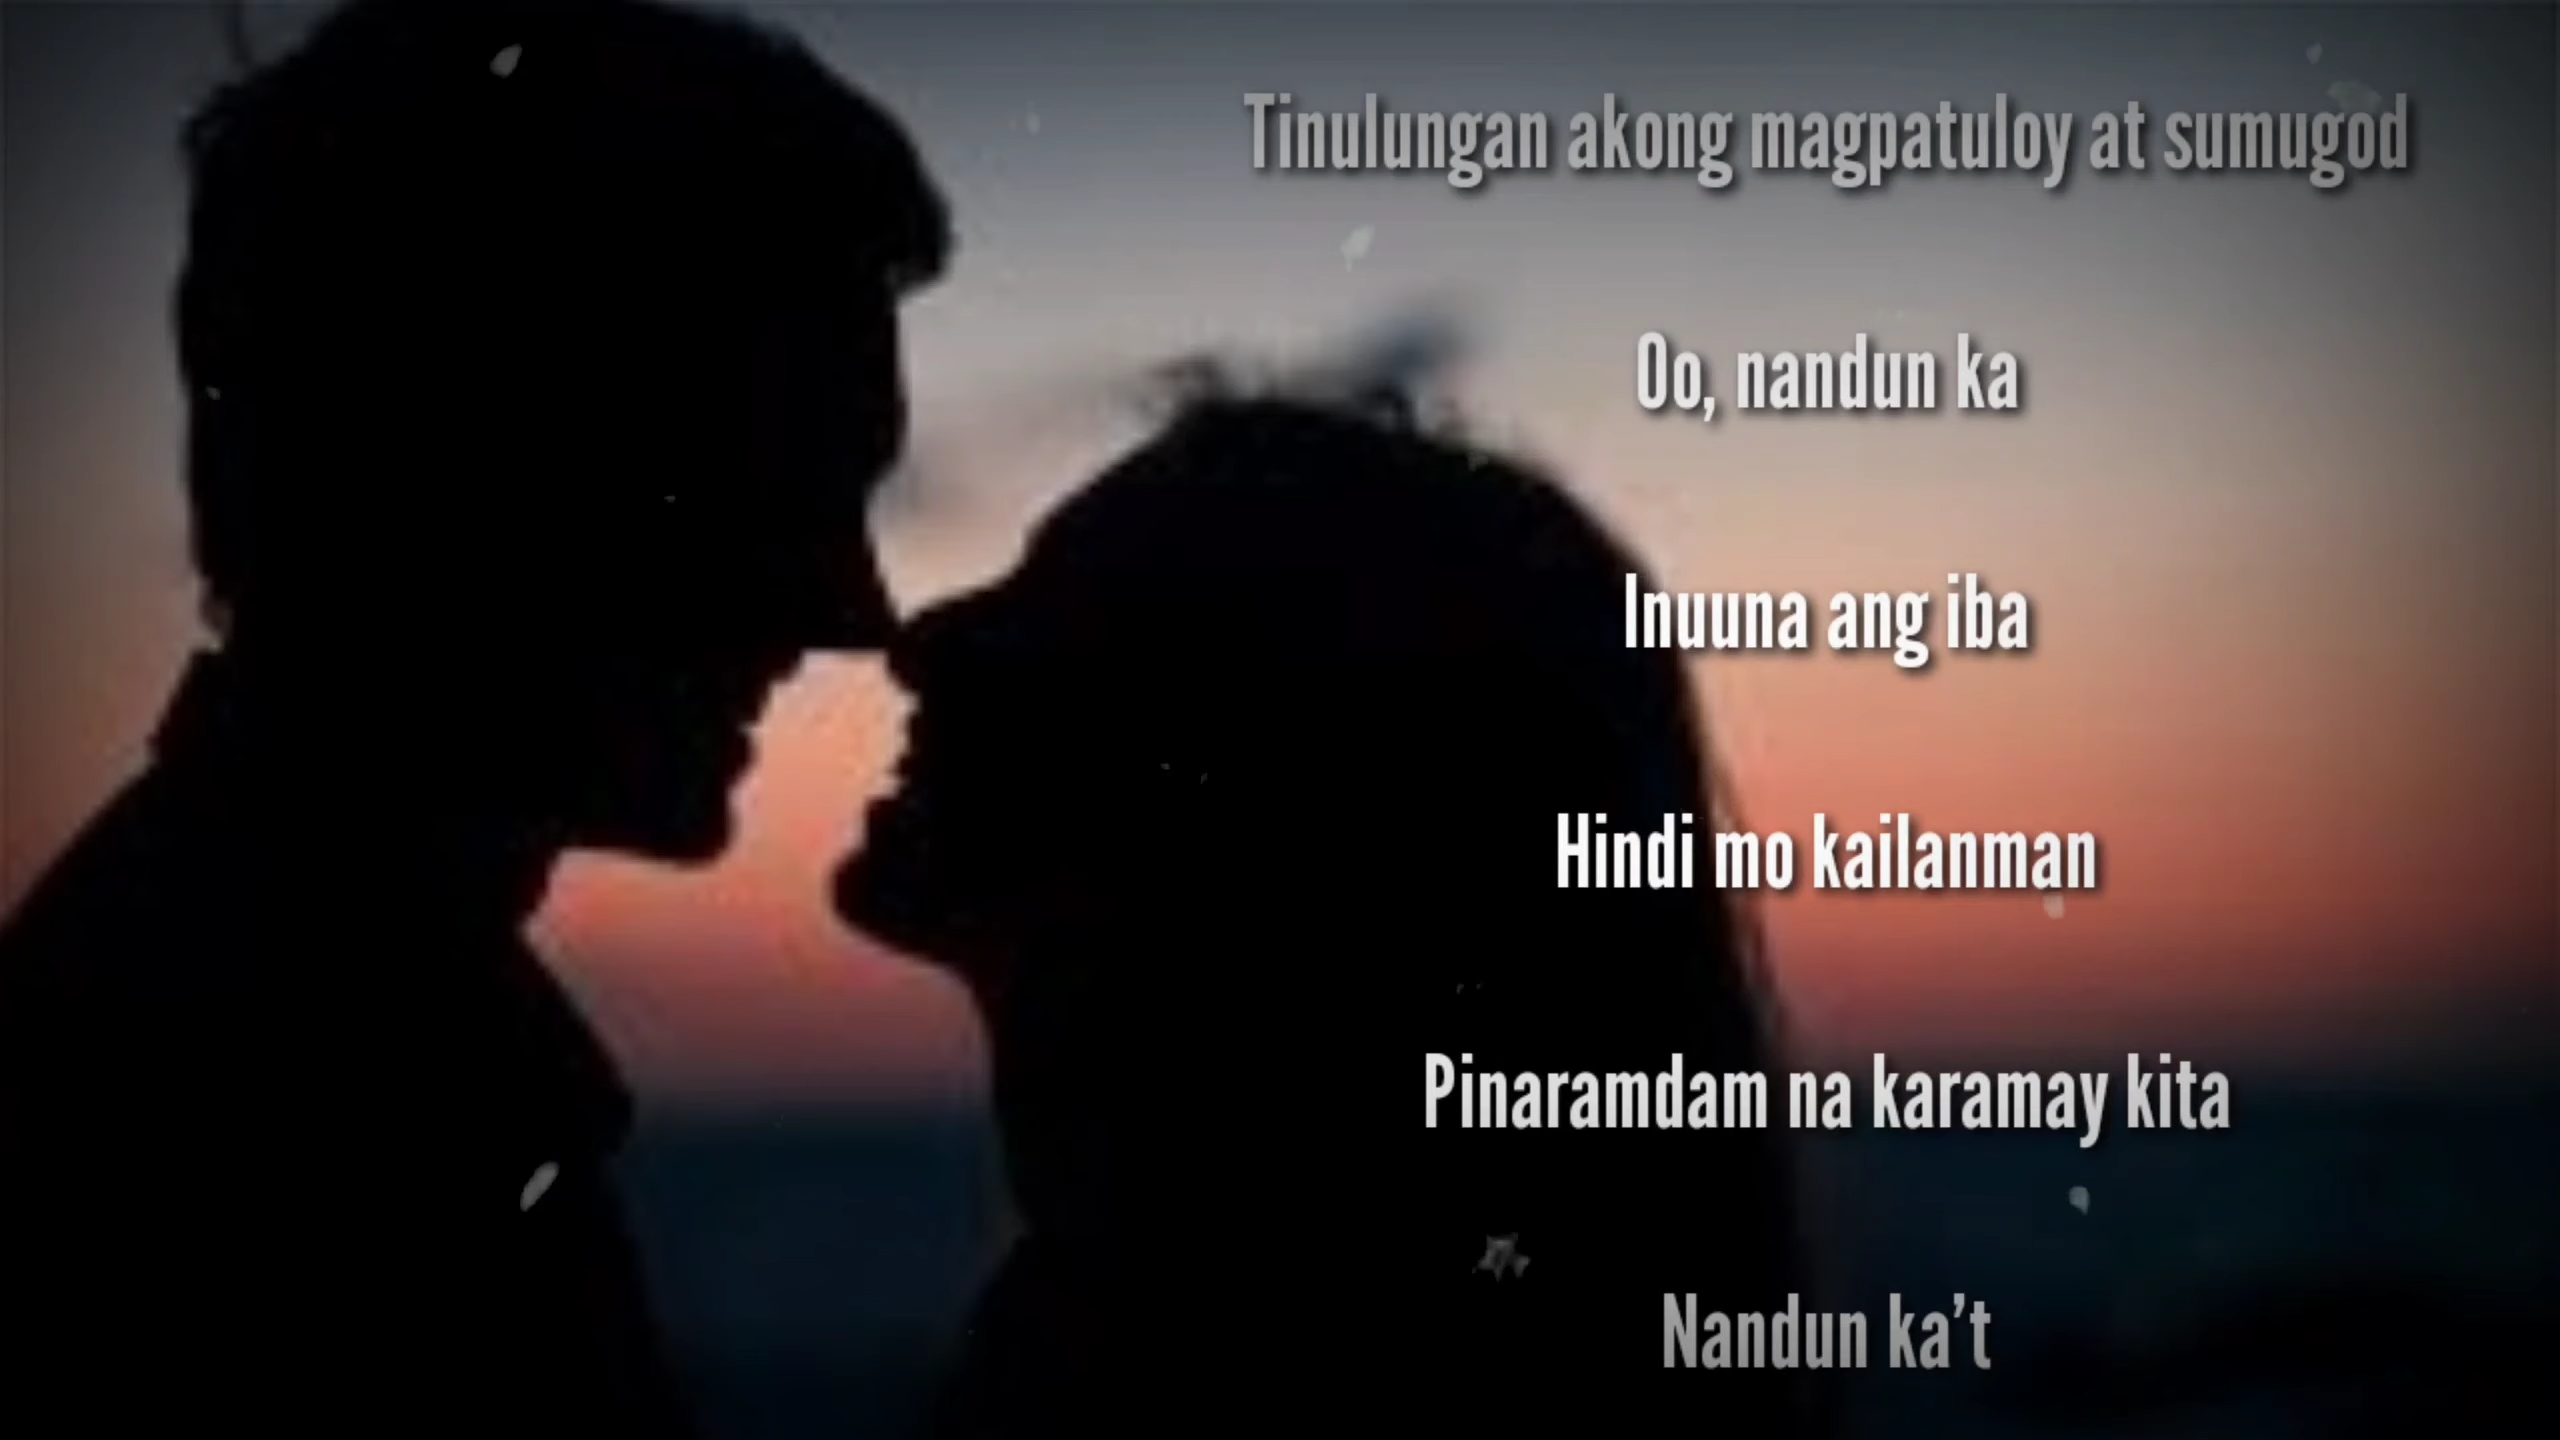 Tinulungan akong magpatuloy at sumugod
Oo, nandun ka
Inuuna ang iba
Hindi mo kailanman
Pinaramdam na karamay kita
Nandun ka’t